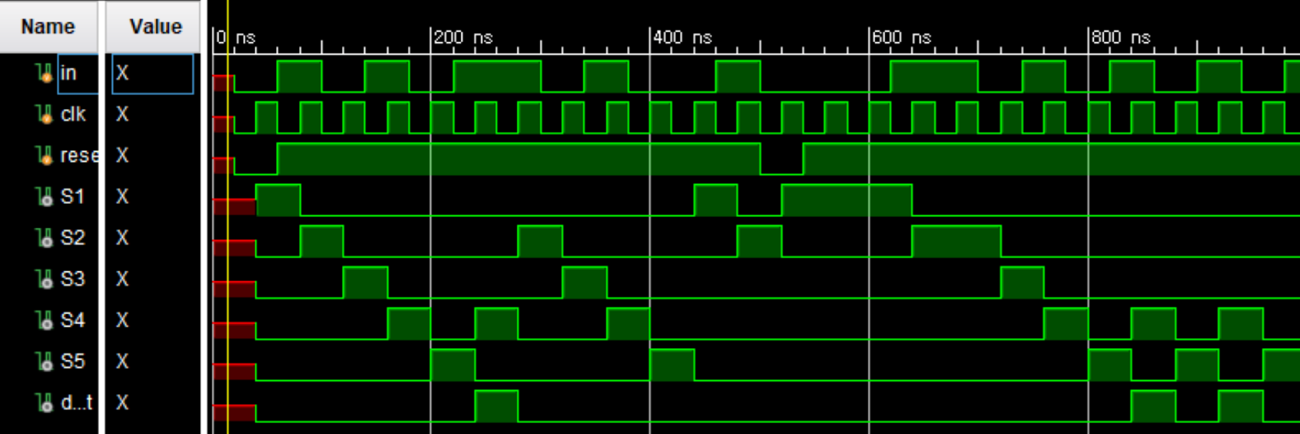 Name Value
0 ns 200 ns 400 ns 600 ns 800 ns
in X
clk X
rese X
S1 X
S2 X
S3 X
S4 X
S5 X
d...t X